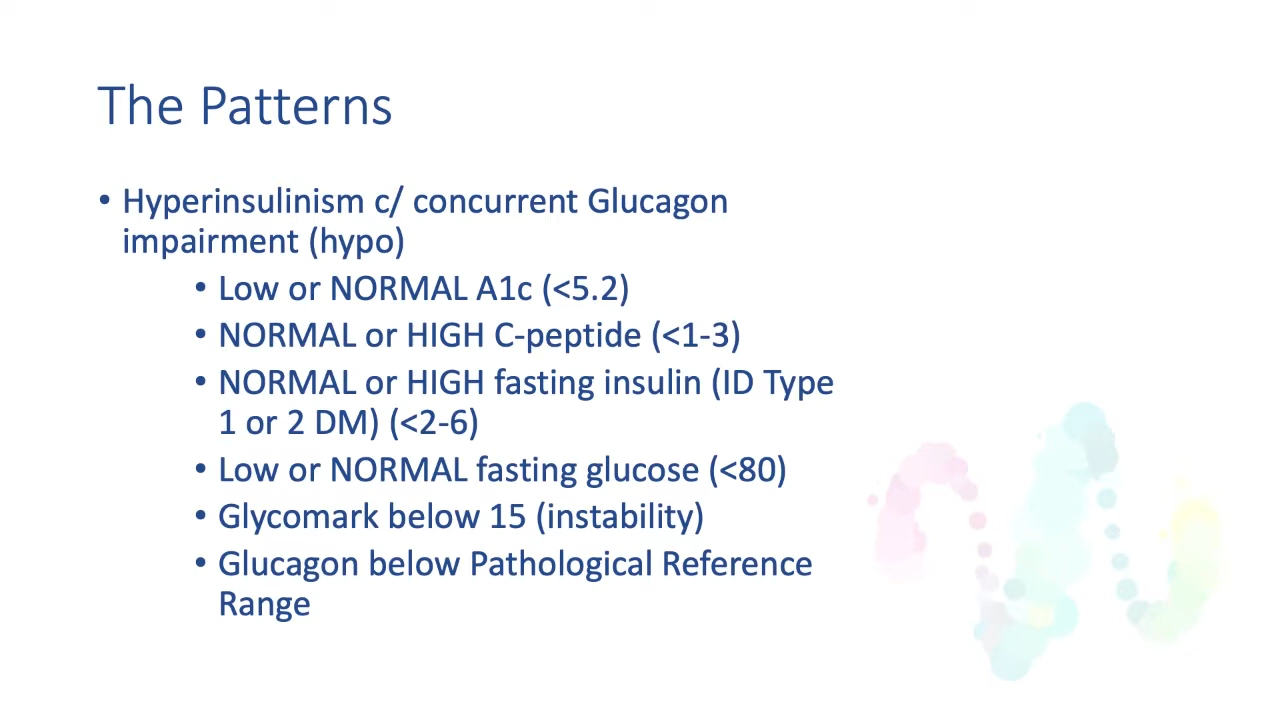 The Patterns
• Hyperinsulinism c/ concurrent Glucagon
impairment (hypo)
• Low or NORMAL A1c (<5.2)
• NORMAL or HIGH C-peptide (<1-3)
• NORMAL or HIGH fasting insulin (ID Type
1 or 2 DM) (<2-6)
• Low or NORMAL fasting glucose (<80)
• Glycomark below 15 (instability)
• Glucagon below Pathological Reference
Range